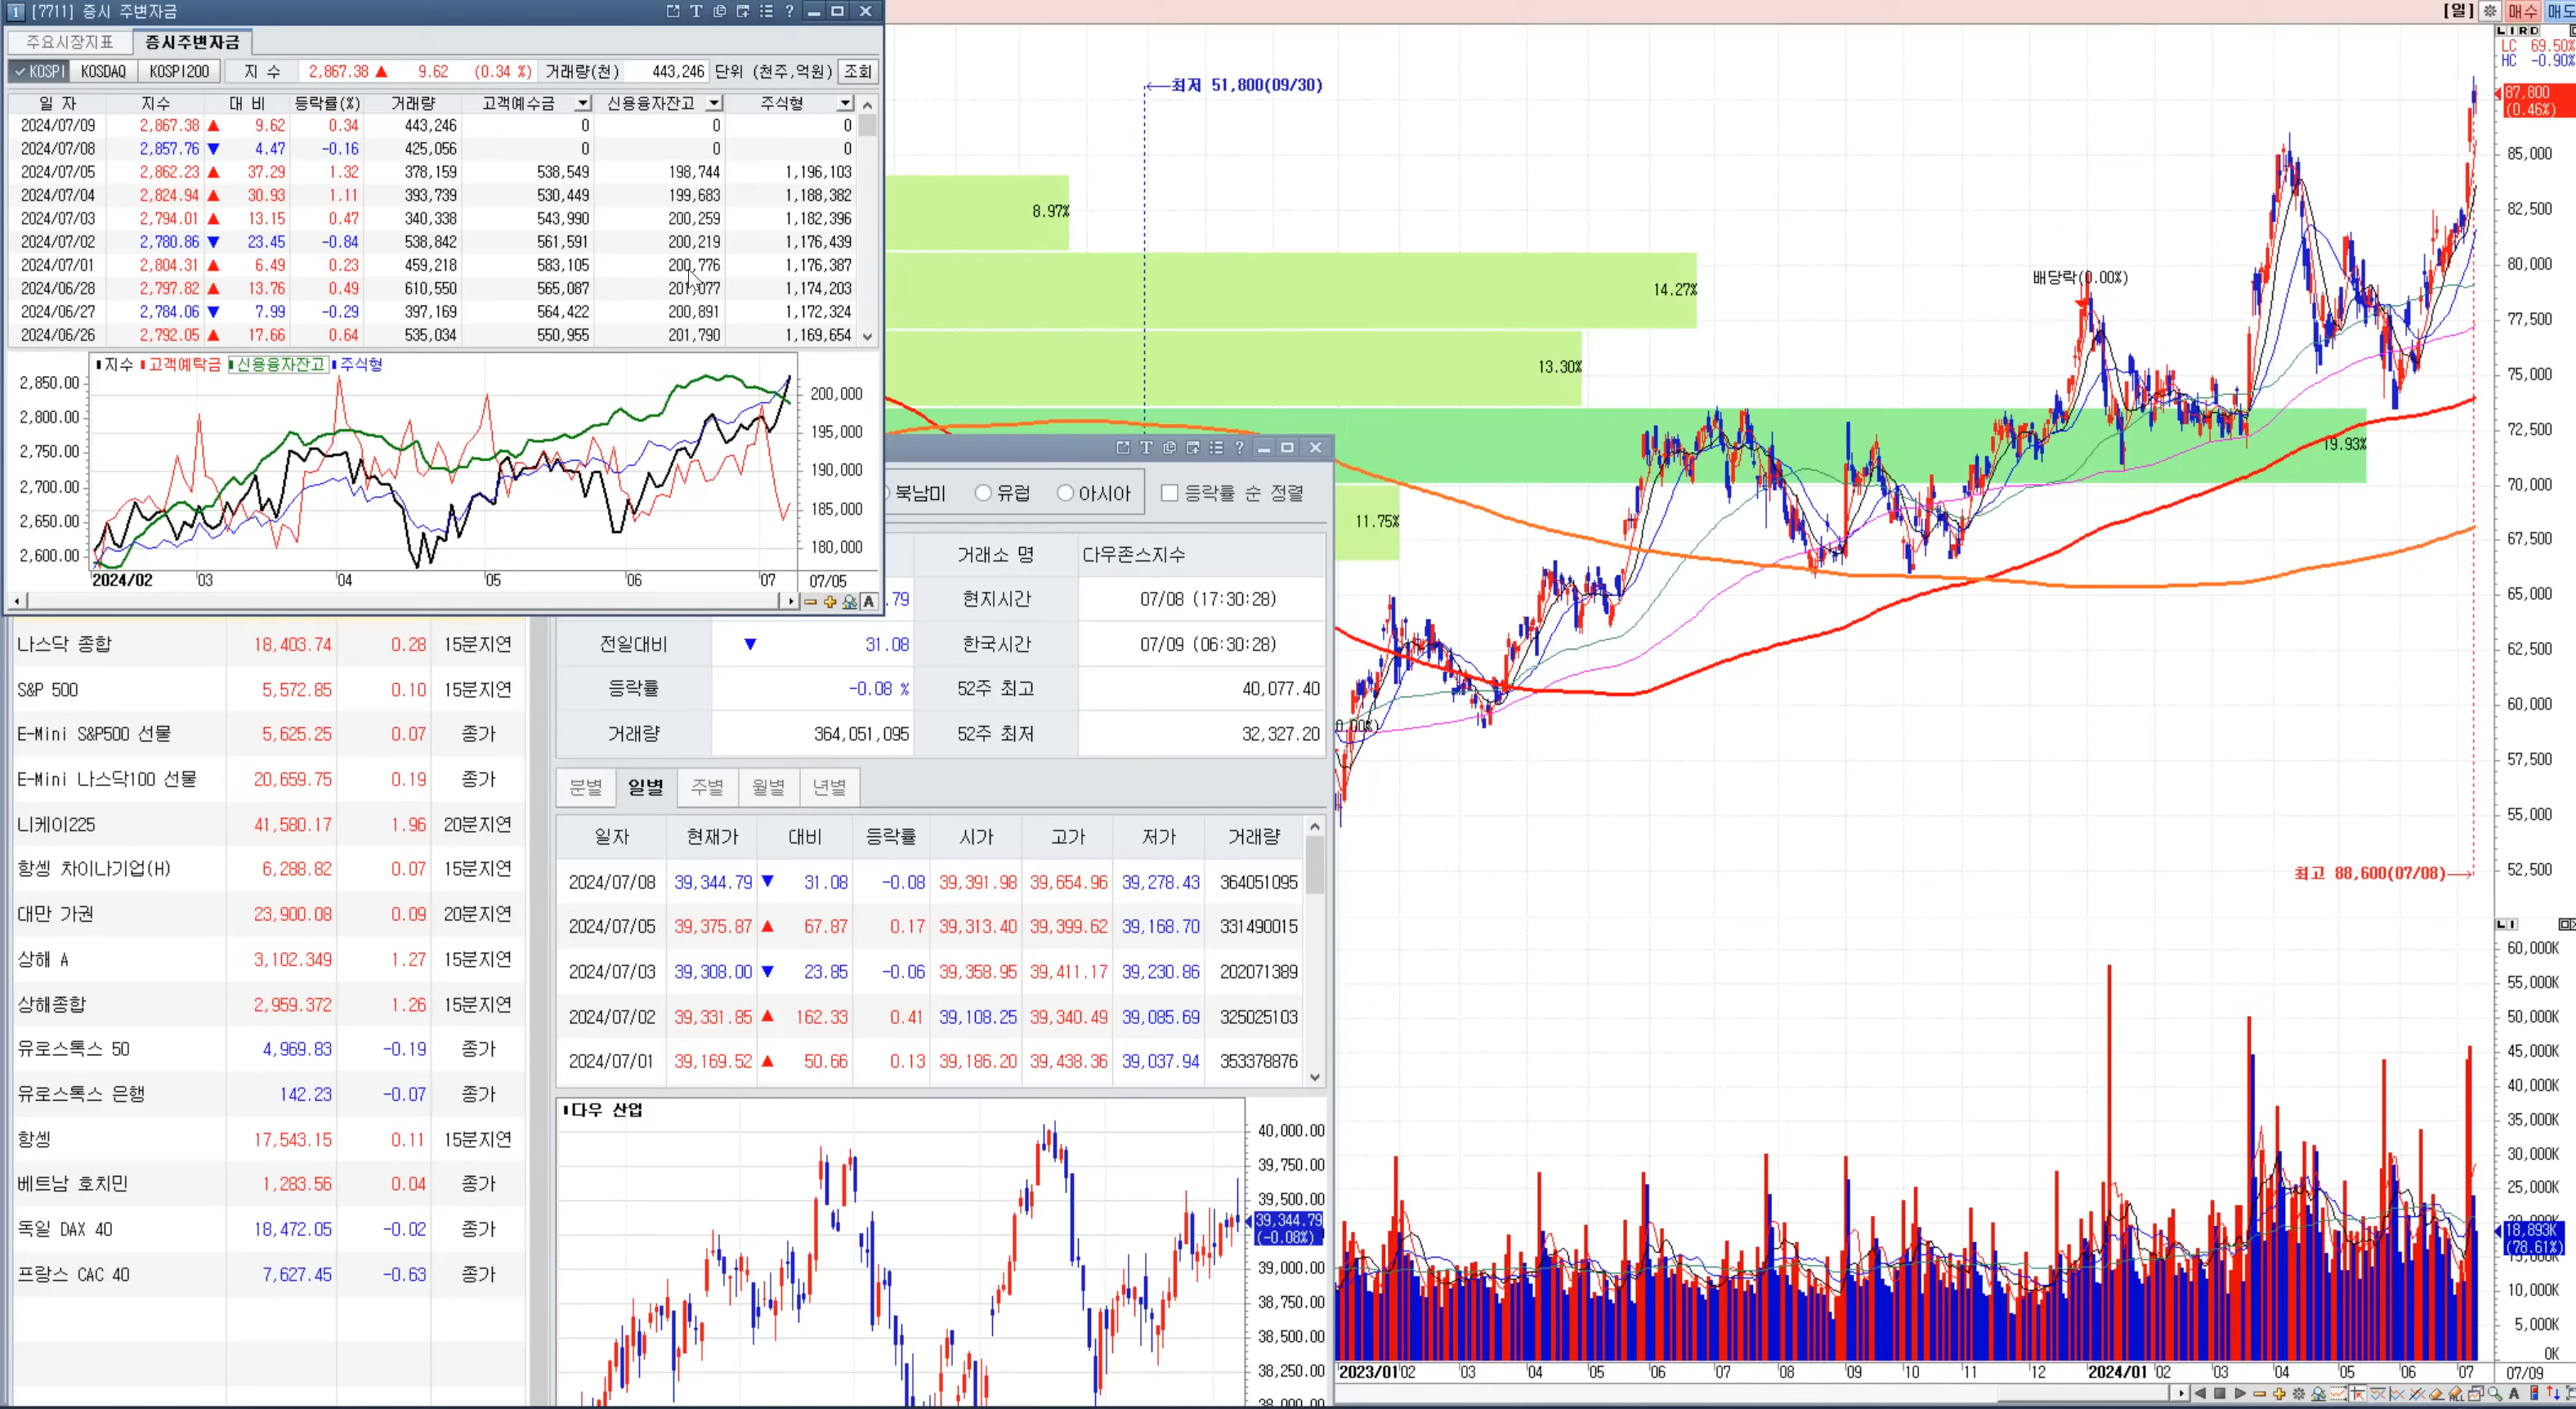 1 [7711] 증시 주변자금
주요시장지표 증시주변자금
KOSPI KOSDAQ KOSPI200 지 수 2,867.38 ▲ 9.62 (0.34 %) 거래량(천) 443,246 단위 (천주,억원) 조회
일 자 지수 대 비 등락률(%) 거래량 고객예수금 신용융자잔고 주식형
2024/07/09 2,867.38 ▲ 9.62 0.34 443,246 0 0 0
2024/07/08 2,857.76 ▼ 4.47 -0.16 425,056 0 0 0
2024/07/05 2,862.23 ▲ 37.29 1.32 378,159 538,549 198,744 1,196,103
2024/07/04 2,824.94 ▲ 30.93 1.11 393,739 530,449 199,683 1,188,382
2024/07/03 2,794.01 ▲ 13.15 0.47 340,338 543,990 200,259 1,182,396
2024/07/02 2,780.86 ▼ 23.45 -0.84 538,842 561,591 200,219 1,176,439
2024/07/01 2,804.31 ▲ 6.49 0.23 459,218 583,105 200,776 1,176,387
2024/06/28 2,797.82 ▲ 13.76 0.49 610,550 565,087 201,077 1,174,203
2024/06/27 2,784.06 ▼ 7.99 -0.29 397,169 564,422 200,891 1,172,324
2024/06/26 2,792.05 ▲ 17.66 0.64 535,034 550,955 201,790 1,169,654
지수 고객예탁금 신용융자잔고 주식형
2,850.00
2,800.00
2,750.00
2,700.00
2,650.00
2,600.00
200,000
195,000
190,000
185,000
180,000
2024/02 03 04 05 06 07 07/05
나스닥 종합 18,403.74 0.28 15분지연
S&P 500 5,572.85 0.10 15분지연
E-Mini S&P500 선물 5,625.25 0.07 종가
E-Mini 나스닥100 선물 20,659.75 0.19 종가
니케이225 41,580.17 1.96 20분지연
항셍 차이나기업(H) 6,288.82 0.07 15분지연
대만 가권 23,900.08 0.09 20분지연
상해 A 3,102.349 1.27 15분지연
상해종합 2,959.372 1.26 15분지연
유로스톡스 50 4,969.83 -0.19 종가
유로스톡스 은행 142.23 -0.07 종가
항셍 17,543.15 0.11 15분지연
베트남 호치민 1,283.56 0.04 종가
독일 DAX 40 18,472.05 -0.02 종가
프랑스 CAC 40 7,627.45 -0.63 종가
북남미 유럽 아시아 등락률 순 정렬
거래소 명 다우존스지수
.79 현지시간 07/08 (17:30:28)
전일대비 ▼ 31.08 한국시간 07/09 (06:30:28)
등락률 -0.08 % 52주 최고 40,077.40
거래량 364,051,095 52주 최저 32,327.20
분별 일별 주별 월별 년별
일자 현재가 대비 등락률 시가 고가 저가 거래량
2024/07/08 39,344.79 ▼ 31.08 -0.08 39,391.98 39,654.96 39,278.43 364051095
2024/07/05 39,375.87 ▲ 67.87 0.17 39,313.40 39,399.62 39,168.70 331490015
2024/07/03 39,308.00 ▼ 23.85 -0.06 39,358.95 39,411.17 39,230.86 202071389
2024/07/02 39,331.85 ▲ 162.33 0.41 39,108.25 39,340.49 39,085.69 325025103
2024/07/01 39,169.52 ▲ 50.66 0.13 39,186.20 39,438.36 39,037.94 353378876
다우 산업
40,000.00
39,750.00
39,500.00
39,344.79
(-0.08%)
39,000.00
38,750.00
38,500.00
38,250.00
38,000.00
[일] 매수 매도
LC 69.50%
HC -0.90%
최저 51,800(09/30)
87,800
(0.46%)
85,000
82,500
80,000
77,500
75,000
72,500
70,000
67,500
65,000
62,500
60,000
57,500
55,000
52,500
8.97%
14.27%
13.30%
19.93%
11.75%
배당락(0.00%)
0.00%)
최고 88,600(07/08)
60,000K
55,000K
50,000K
45,000K
40,000K
35,000K
30,000K
25,000K
18,893K
(78.61%)
10,000K
5,000K
0K
2023/01 02 03 04 05 06 07 08 09 10 11 12 2024/01 02 03 04 05 06 07 07/09